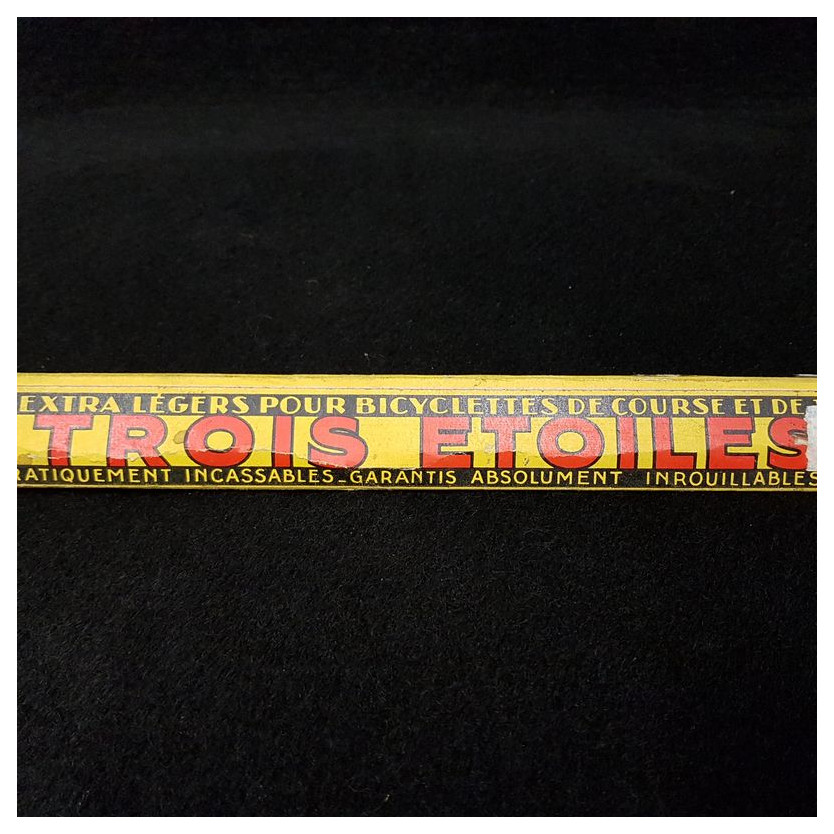 EXTRA LÉGERS POUR BICYCLETTES DE COURSE ET DE
TROIS ETOILES
RATIQUEMENT INCASSABLES_GARANTIS ABSOLUMENT INROUILLABLES